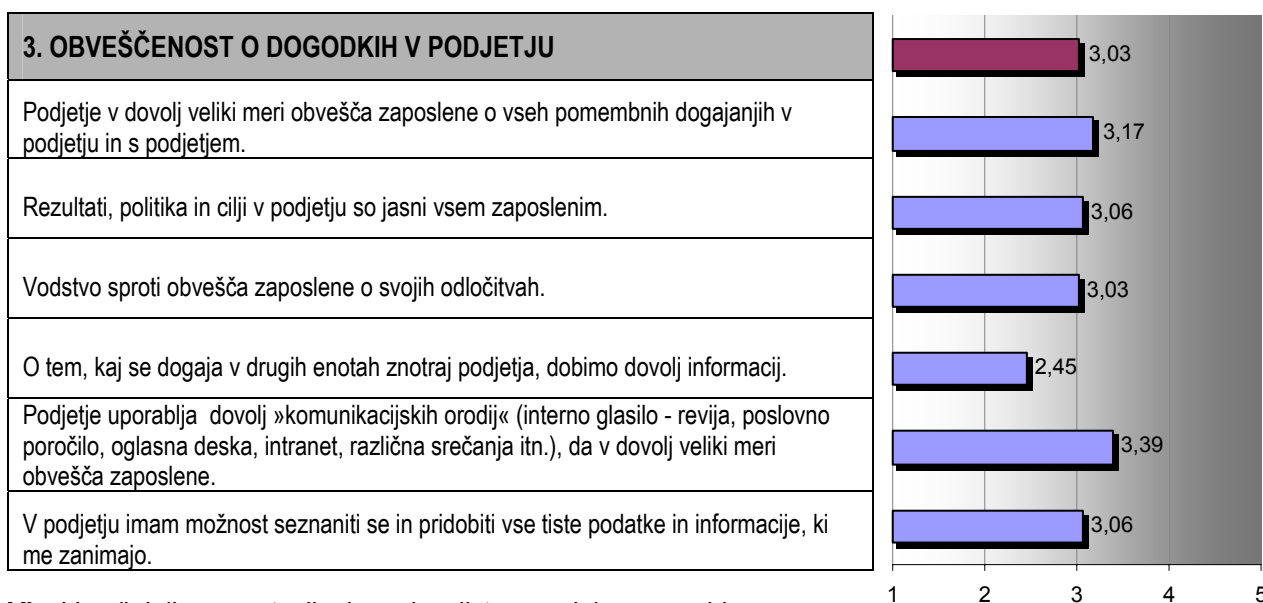 3. OBVEŠČENOST O DOGODKIH V PODJETJU
3,03
Podjetje v dovolj veliki meri obvešča zaposlene o vseh pomembnih dogajanjih v
podjetju in s podjetjem.
3,17
Rezultati, politika in cilji v podjetju so jasni vsem zaposlenim.
3,06
Vodstvo sproti obvešča zaposlene o svojih odločitvah.
3,03
O tem, kaj se dogaja v drugih enotah znotraj podjetja, dobimo dovolj informacij.
2,45
Podjetje uporablja dovolj »komunikacijskih orodij« (interno glasilo - revija, poslovno
poročilo, oglasna deska, intranet, različna srečanja itn.), da v dovolj veliki meri
obvešča zaposlene.
3,39
V podjetju imam možnost seznaniti se in pridobiti vse tiste podatke in informacije, ki
me zanimajo.
3,06
1 2 3 4 5